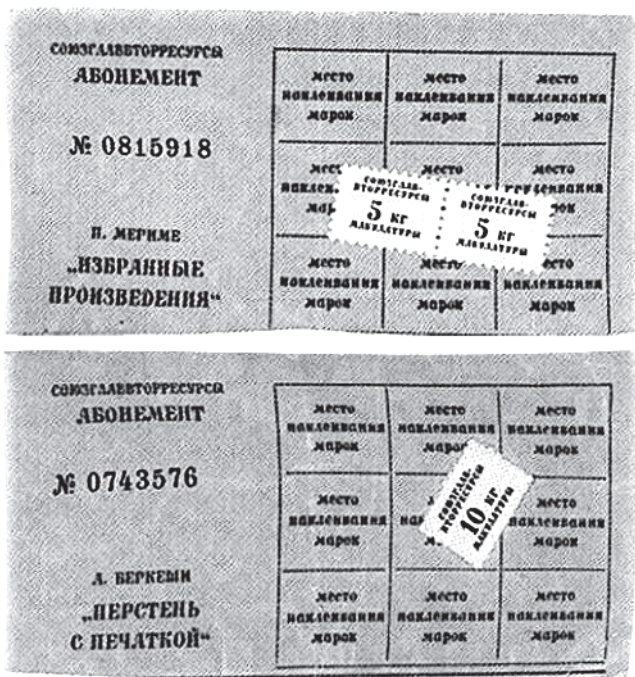 СОЮЗГЛАВВТОРРЕСУРСЫ
АБОНЕМЕНТ
№ 0815918
П. МЕРИМЕ
„ИЗБРАННЫЕ
ПРОИЗВЕДЕНИЯ“
место место место
наклеивания наклеивания наклеивания
марок марок марок
место
СОЮЗГЛАВ-
ВТОРРЕСУРСЫ
5 кг
МАКУЛАТУРЫ
СОЮЗГЛАВ-
ВТОРРЕСУРСЫ
5 кг
МАКУЛАТУРЫ
место место
наклеивания наклеивания наклеивания
марок марок марок
СОЮЗГЛАВВТОРРЕСУРСЫ
АБОНЕМЕНТ
№ 0743576
Л. БЕРКЕШИ
„ПЕРСТЕНЬ
С ПЕЧАТКОЙ“
место место место
наклеивания наклеивания наклеивания
марок марок
СОЮЗГЛАВ-
ВТОРРЕСУРСЫ
10 кг
МАКУЛАТУРЫ
место место
наклеивания наклеивания
марок марок
место место место
наклеивания наклеивания наклеивания
марок марок марок